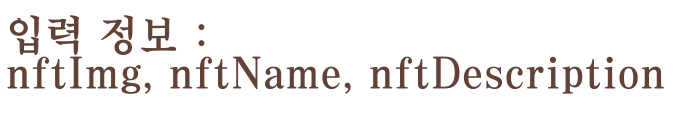 입력 정보 :
nftImg, nftName, nftDescription